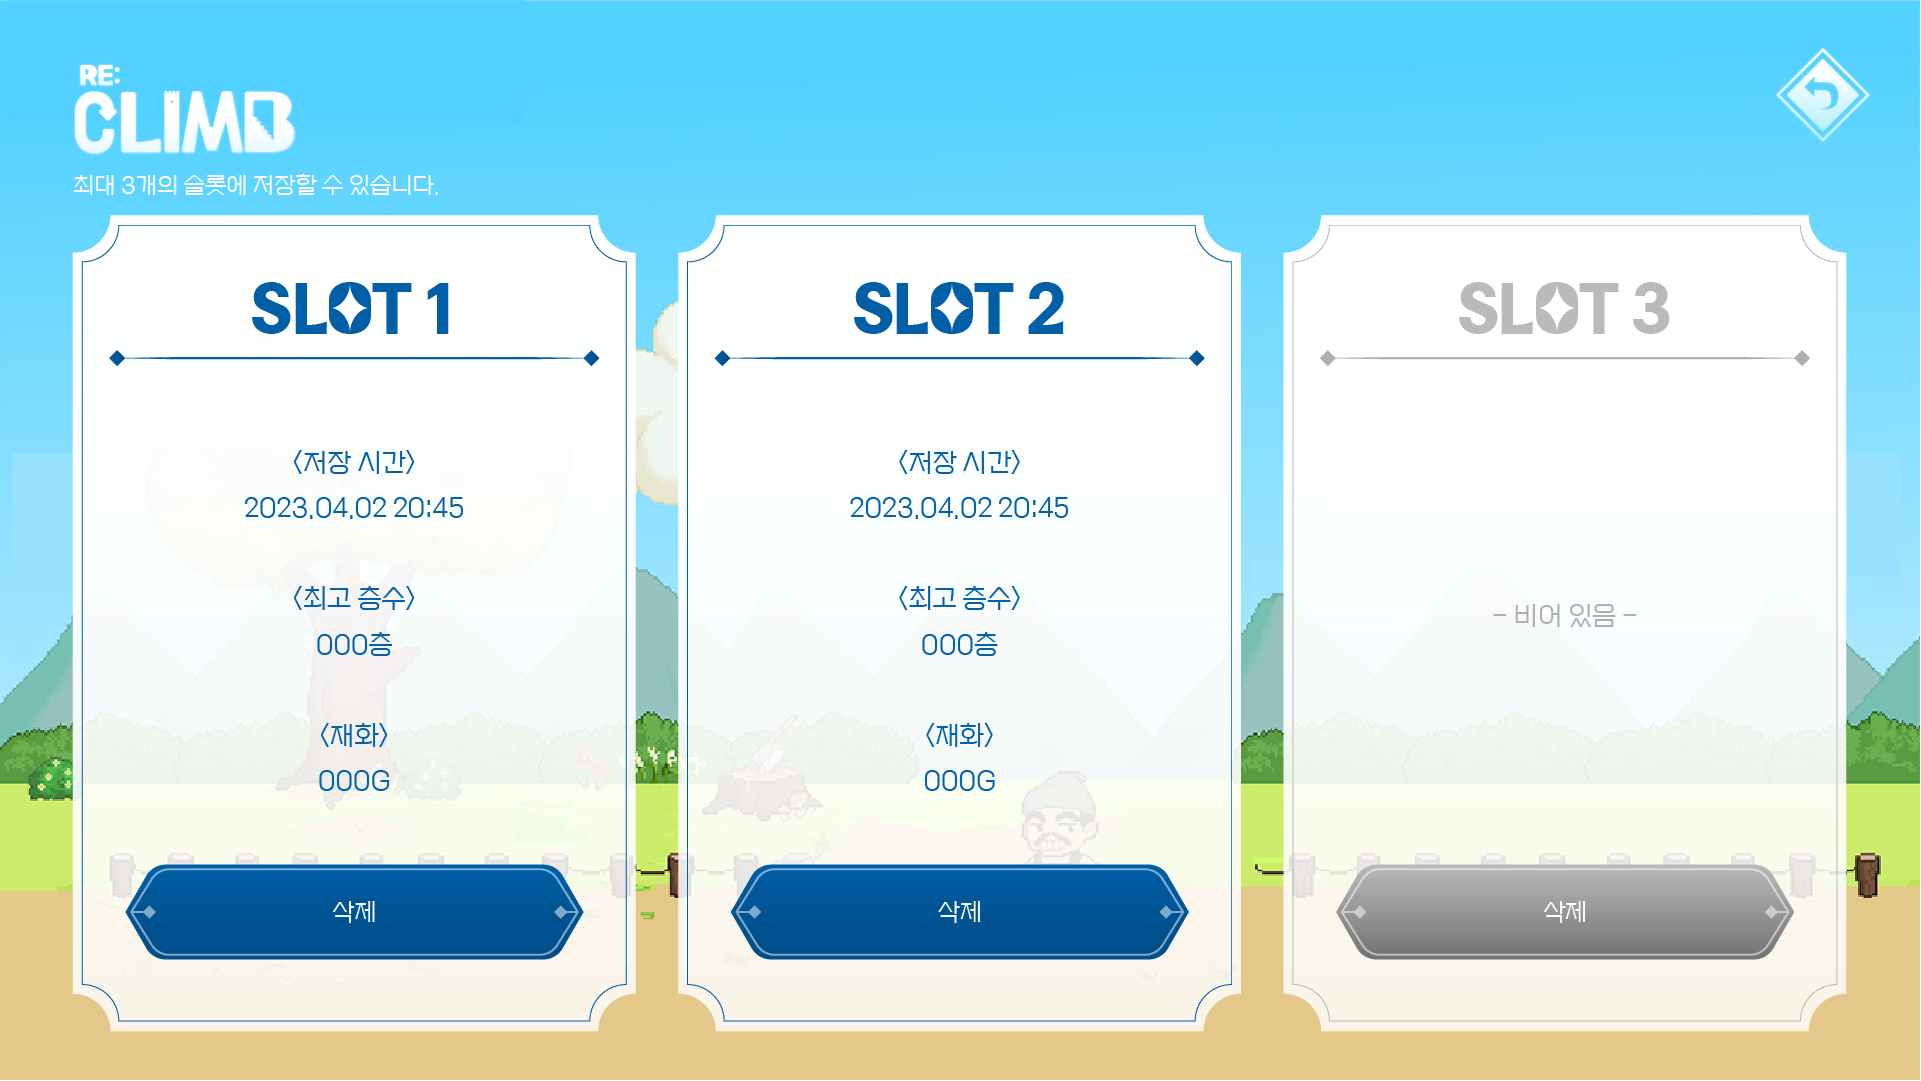 RE:
CLIMB
최대 3개의 슬롯에 저장할 수 있습니다.
SLOT 1
〈저장 시간〉
2023.04.02 20:45
〈최고 층수〉
000층
〈재화〉
000G
삭제
SLOT 2
〈저장 시간〉
2023.04.02 20:45
〈최고 층수〉
000층
〈재화〉
000G
삭제
SLOT 3
- 비어 있음 -
삭제